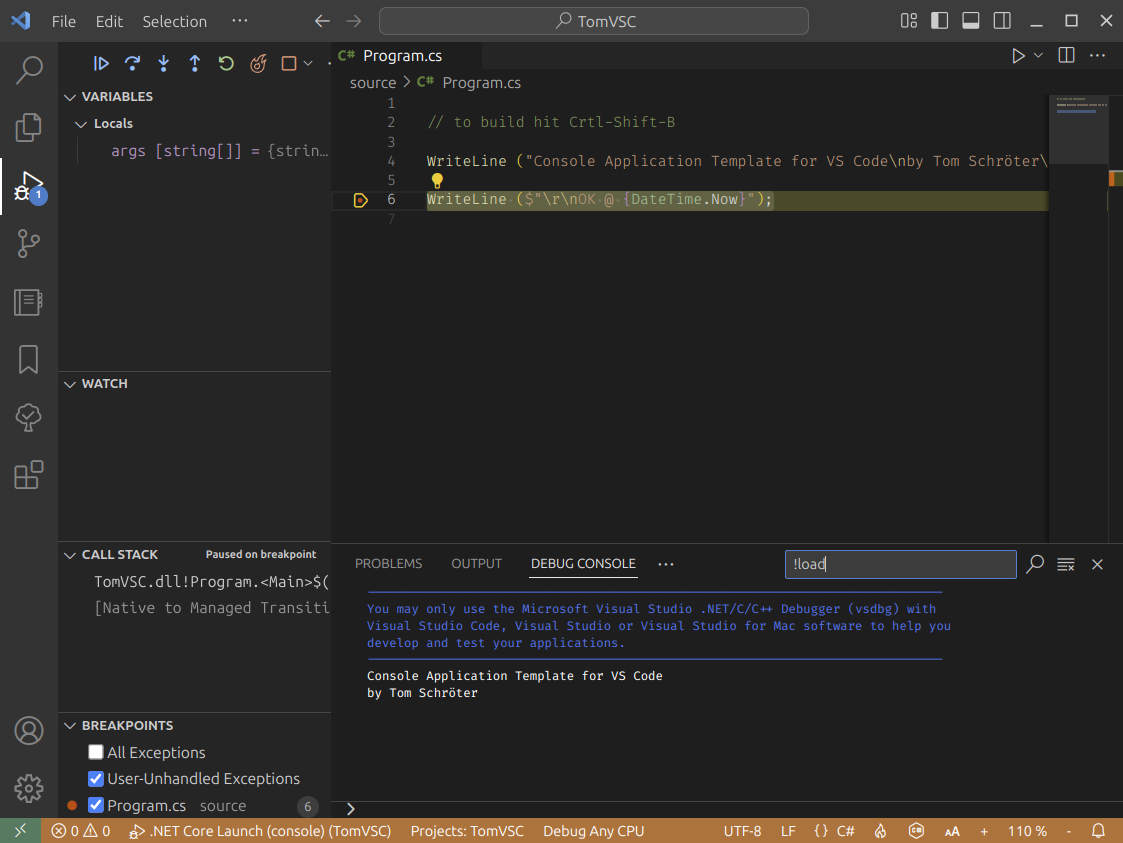 File Edit Selection ··· TomVSC
VARIABLES
Locals
args [string[]] = {strin...
WATCH
CALL STACK Paused on breakpoint
TomVSC.dll!Program.<Main>$(
[Native to Managed Transiti
BREAKPOINTS
All Exceptions
User-Unhandled Exceptions
Program.cs source 6
1
C# Program.cs
source > C# Program.cs
1
2 // to build hit Crtl-Shift-B
3
4 WriteLine ("Console Application Template for VS Code\nby Tom Schröter\
5
6 WriteLine·($"\r\nOK·@·{DateTime.Now}");
7
PROBLEMS OUTPUT DEBUG CONSOLE ··· !load
You may only use the Microsoft Visual Studio .NET/C/C++ Debugger (vsdbg) with
Visual Studio Code, Visual Studio or Visual Studio for Mac software to help you
develop and test your applications.
Console Application Template for VS Code
by Tom Schröter
>
0 0 .NET Core Launch (console) (TomVSC) Projects: TomVSC Debug Any CPU UTF-8 LF {} C# C# AA + 110 % -